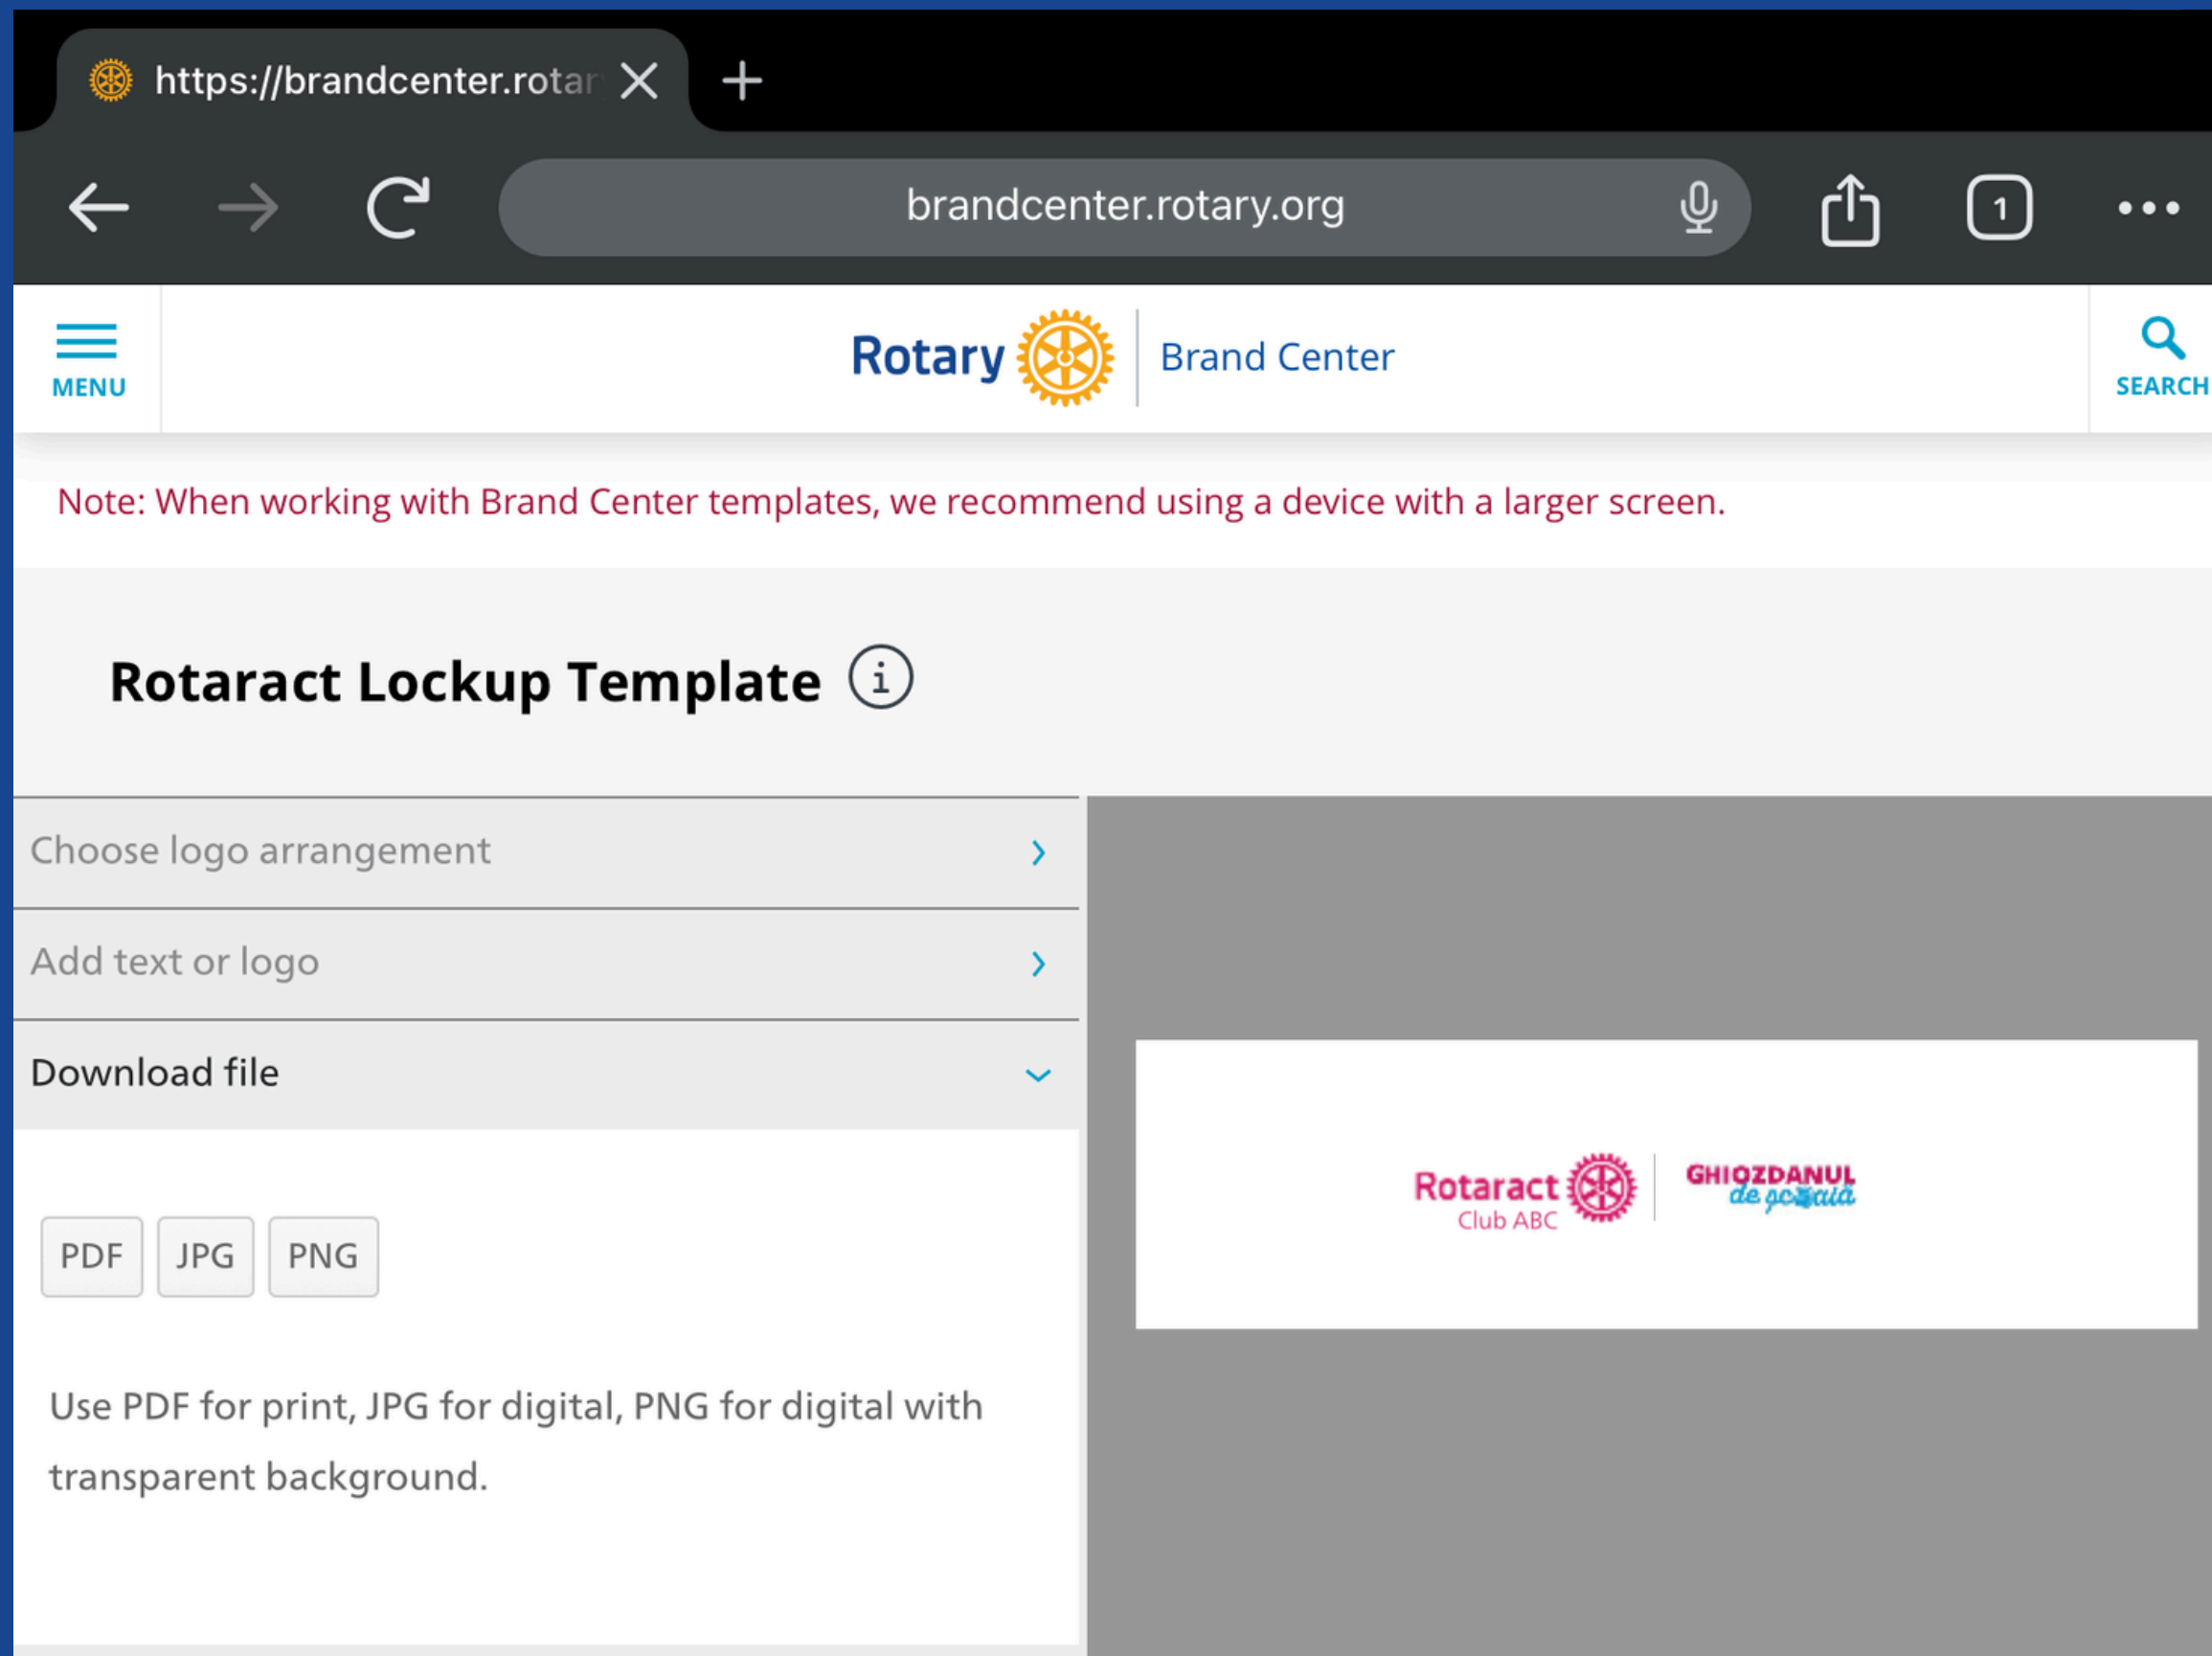 https://brandcenter.rotar
brandcenter.rotary.org
1
MENU
Rotary
Brand Center
SEARCH
Note: When working with Brand Center templates, we recommend using a device with a larger screen.
Rotaract Lockup Template
Choose logo arrangement
Add text or logo
Download file
PDF JPG PNG
Use PDF for print, JPG for digital, PNG for digital with
transparent background.
Rotaract
Club ABC
GHIOZDANUL
de